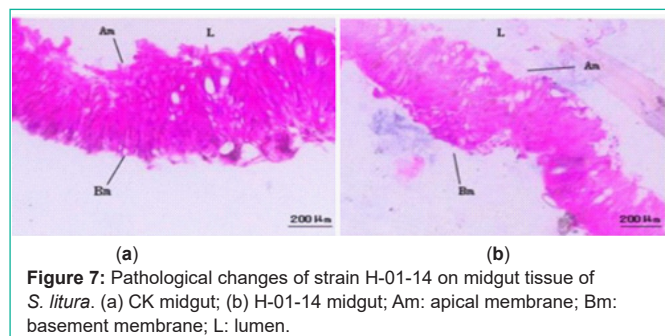 Am
L
Bm
200 μm
L
Am
Bm
200 μm
(a)
(b)
Figure 7: Pathological changes of strain H-01-14 on midgut tissue of
S. litura. (a) CK midgut; (b) H-01-14 midgut; Am: apical membrane; Bm:
basement membrane; L: lumen.